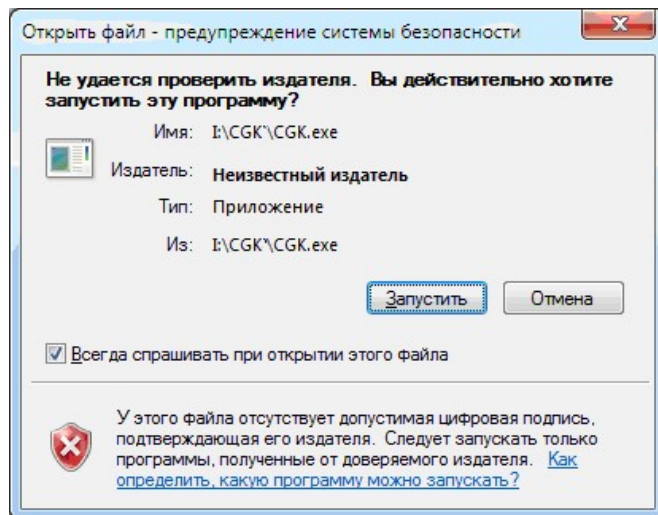 Открыть файл - предупреждение системы безопасности
Не удается проверить издателя. Вы действительно хотите
запустить эту программу?
Имя: I:\CGK`\CGK.exe
Издатель: Неизвестный издатель
Тип: Приложение
Из: I:\CGK`\CGK.exe
Запустить Отмена
Всегда спрашивать при открытии этого файла
У этого файла отсутствует допустимая цифровая подпись,
подтверждающая его издателя. Следует запускать только
программы, полученные от доверяемого издателя. Как
определить, какую программу можно запускать?